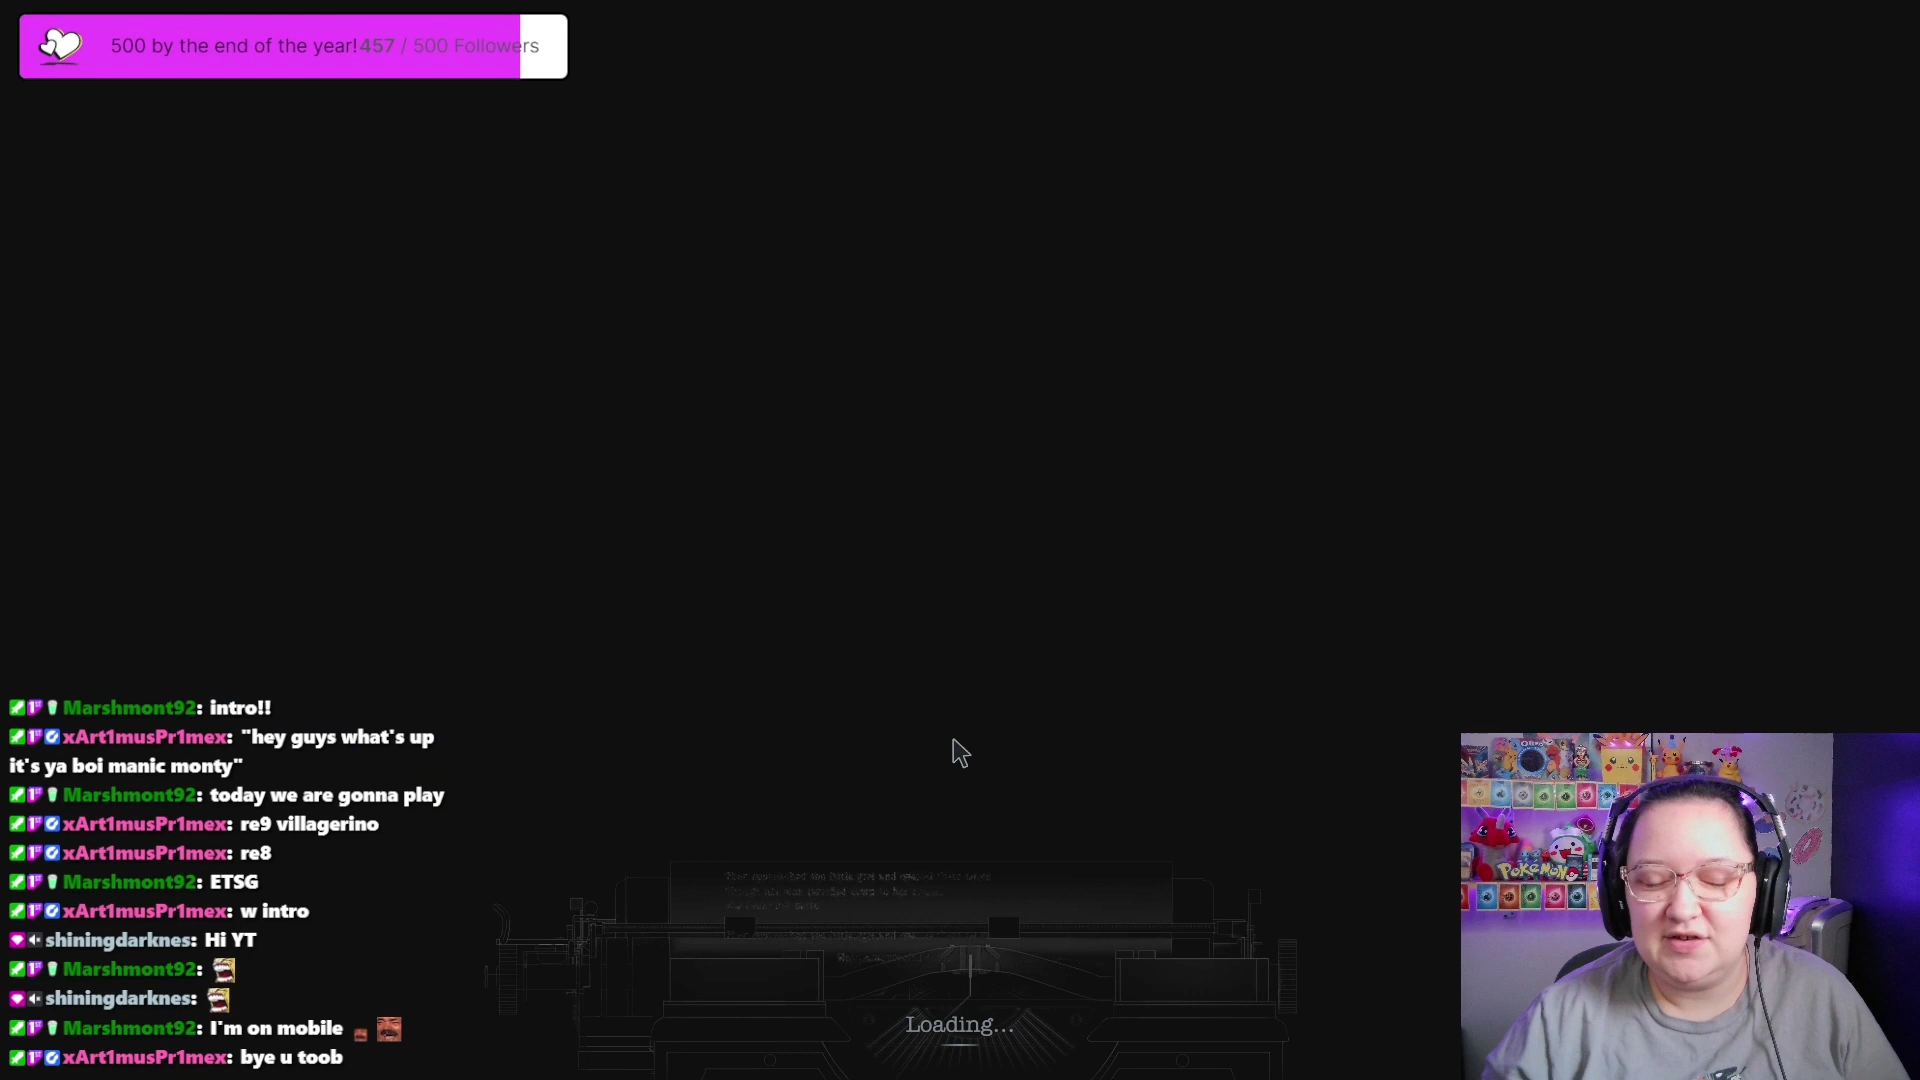 500 by the end of the year! 457 / 500 Followers
Marshmont92: intro!!
xArt1musPr1mex: "hey guys what's up
it's ya boi manic monty"
Marshmont92: today we are gonna play
xArt1musPr1mex: re9 villagerino
xArt1musPr1mex: re8
Marshmont92: ETSG
xArt1musPr1mex: w intro
shiningdarknes: Hi YT
Marshmont92:
shiningdarknes:
Marshmont92: I'm on mobile
xArt1musPr1mex: bye u toob
Loading...
POKÉMON